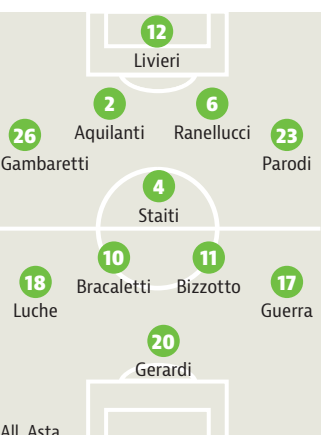 12
Livieri
2
6
Aquilanti
Ranellucci
26
23
Gambaretti
Parodi
4
Staiti
10
11
Bracaletti
Bizzotto
18
17
Luche
Guerra
20
Gerardi
All. Asta